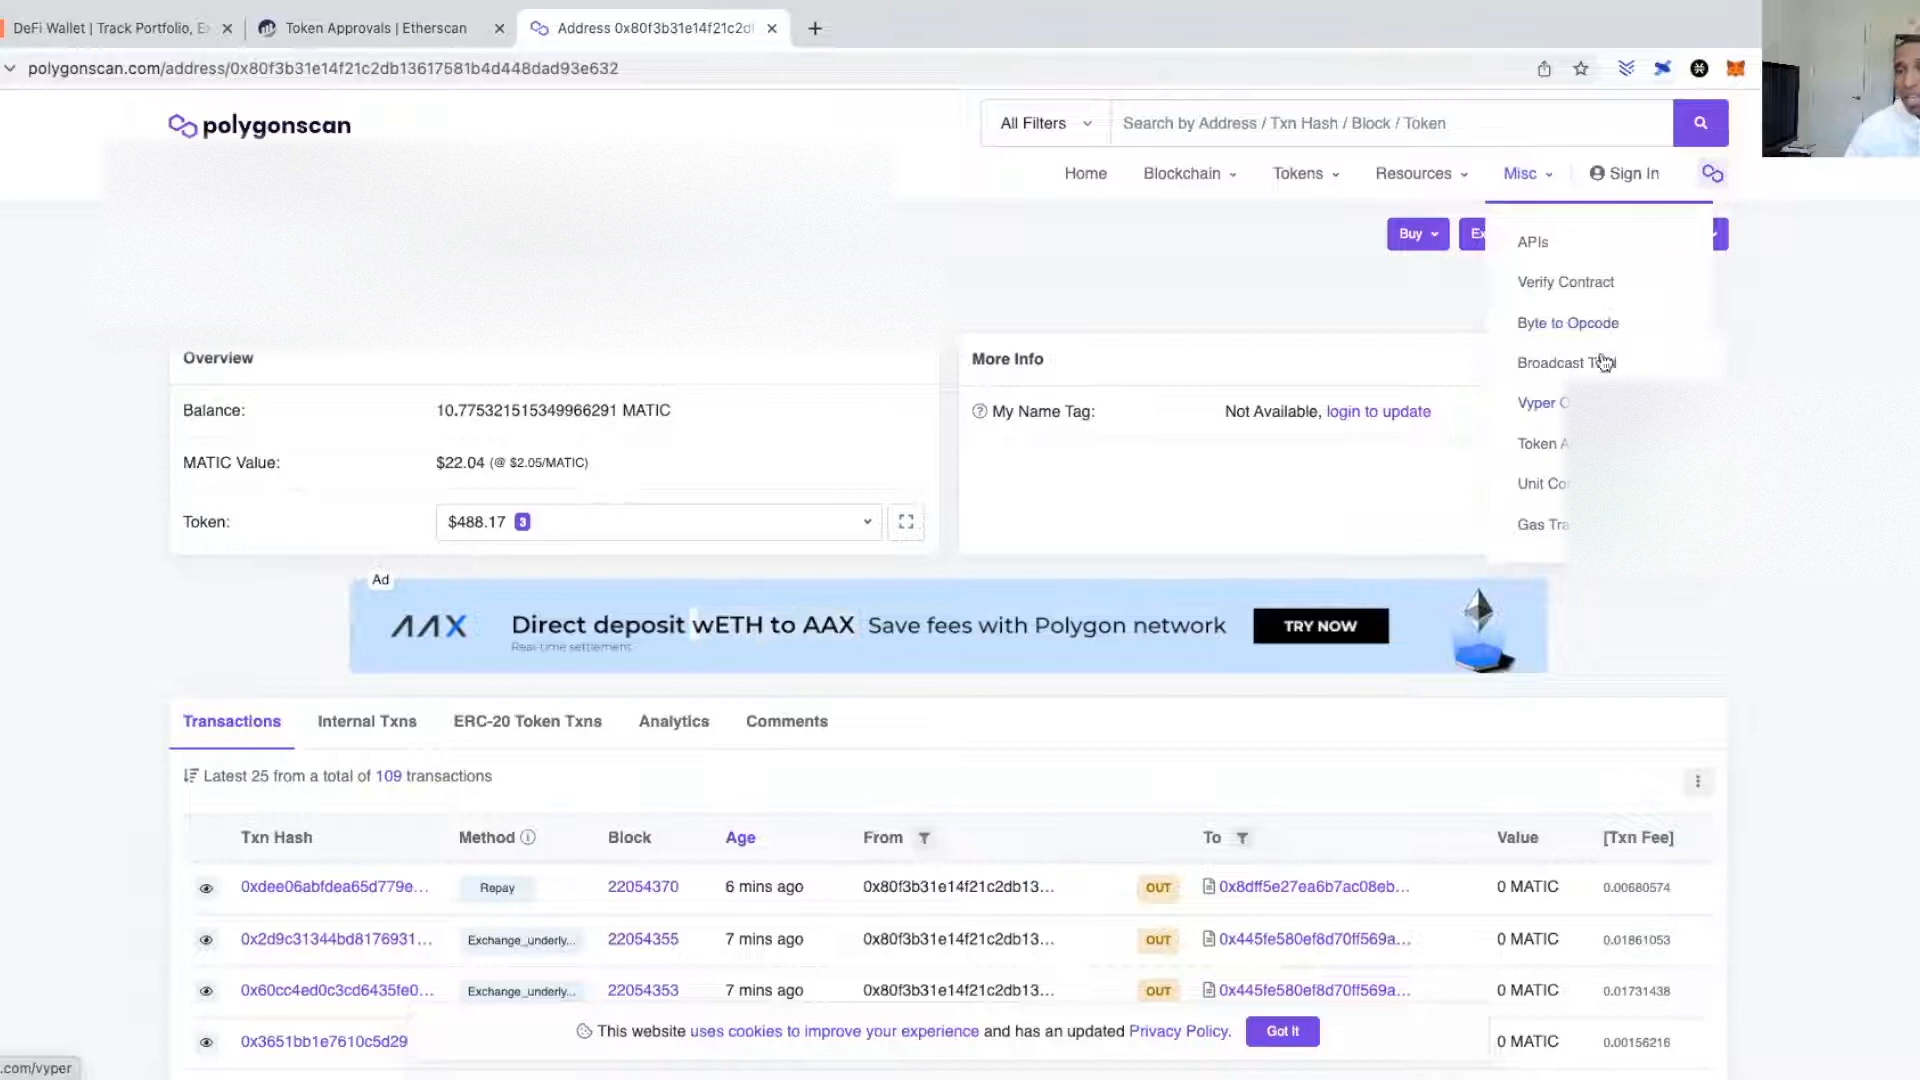 DeFi Wallet | Track Portfolio, E
Token Approvals | Etherscan
Address 0x80f3b31e14f21c2d
polygonscan.com/address/0x80f3b31e14f21c2db13617581b4d448dad93e632
polygonscan
All Filters
Search by Address / Txn Hash / Block / Token
Home Blockchain Tokens Resources Misc Sign In
Buy Ex
APIs
Verify Contract
Byte to Opcode
Broadcast
Vyper
Token A
Unit Co
Gas Tra
Overview
Balance: 10.775321515349966291 MATIC
MATIC Value: $22.04 (@ $2.05/MATIC)
Token: $488.17 3
More Info
My Name Tag: Not Available, login to update
Ad
AAX Direct deposit wETH to AAX Save fees with Polygon network TRY NOW
Real-time settlement
Transactions Internal Txns ERC-20 Token Txns Analytics Comments
Latest 25 from a total of 109 transactions
Txn Hash Method Block Age From To Value [Txn Fee]
0xdee06abfdea65d779e... Repay 22054370 6 mins ago 0x80f3b31e14f21c2db13... OUT 0x8dff5e27ea6b7ac08eb... 0 MATIC 0.00680574
0x2d9c31344bd8176931... Exchange_underly... 22054355 7 mins ago 0x80f3b31e14f21c2db13... OUT 0x445fe580ef8d70ff569a... 0 MATIC 0.01861053
0x60cc4ed0c3cd6435fe0... Exchange_underly... 22054353 7 mins ago 0x80f3b31e14f21c2db13... OUT 0x445fe580ef8d70ff569a... 0 MATIC 0.01731438
This website uses cookies to improve your experience and has an updated Privacy Policy. Got It
0x3651bb1e7610c5d29 0 MATIC 0.00156216
.com/vyper